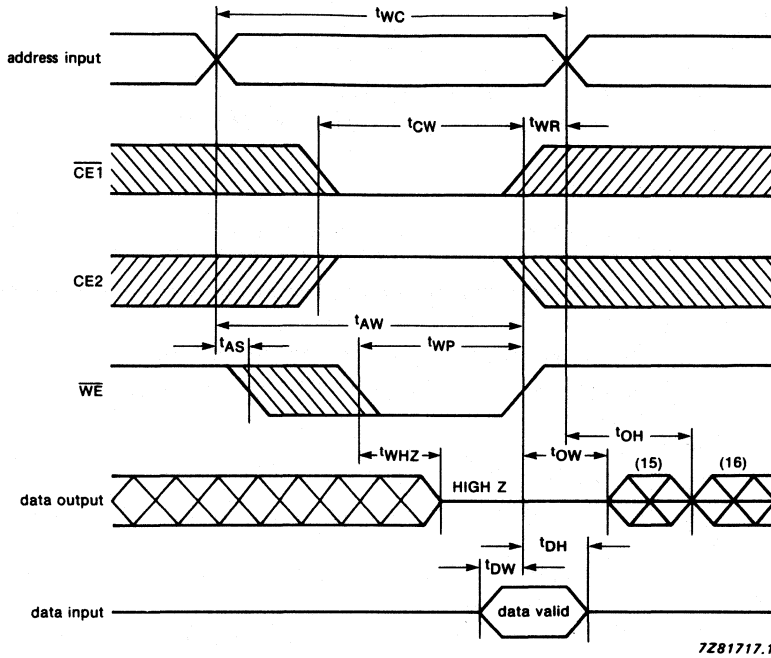 tWC
address input
tCW
tWR
CE1
CE2
tAW
tAS
tWP
WE
tOH
tWHZ
tOW
(15)
(16)
HIGH Z
data output
tDH
tDW
data input
data valid
7Z81717.1